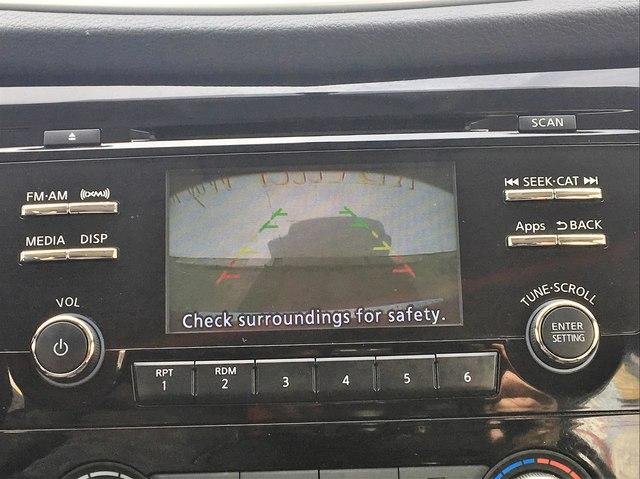 SCAN
FM·AM (((XM)))
SEEK·CAT
MEDIA DISP
Apps BACK
VOL
TUNE·SCROLL
Check surroundings for safety.
ENTER
SETTING
RPT
1
RDM
2
3
4
5
6